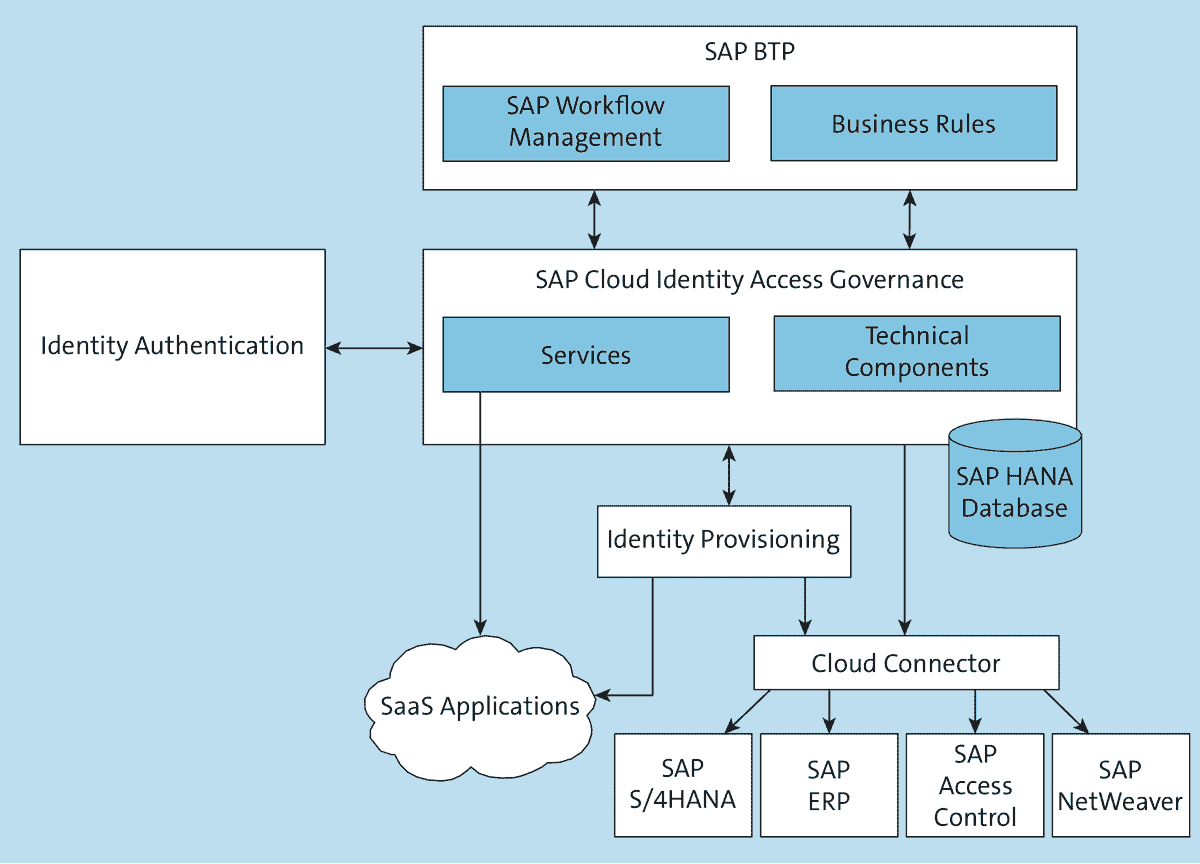 SAP BTP
SAP Workflow
Management
Business Rules
SAP Cloud Identity Access Governance
Identity Authentication
Services
Technical
Components
SAP HANA
Database
Identity Provisioning
Cloud Connector
SaaS Applications
SAP
S/4HANA
SAP
ERP
SAP
Access
Control
SAP
NetWeaver